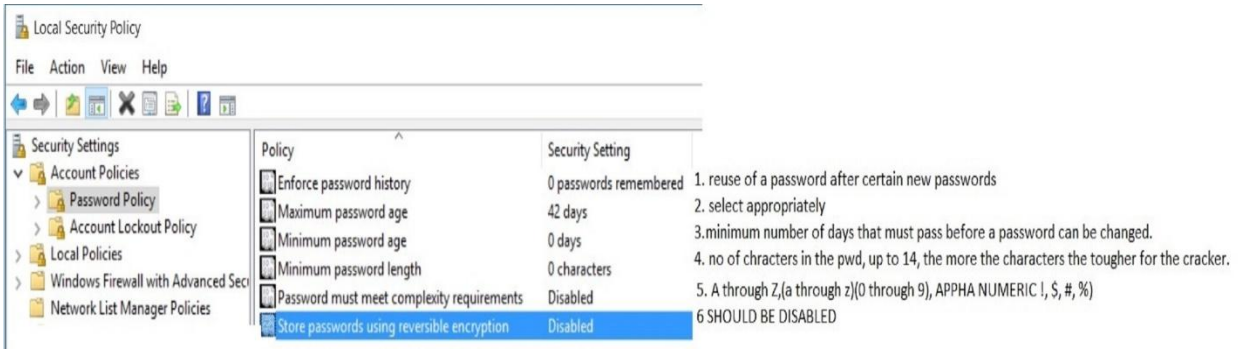 Local Security Policy
File Action View Help
Security Settings
Account Policies
Password Policy
Account Lockout Policy
Local Policies
Windows Firewall with Advanced Secu
Network List Manager Policies
Policy Security Setting
Enforce password history 0 passwords remembered
Maximum password age 42 days
Minimum password age 0 days
Minimum password length 0 characters
Password must meet complexity requirements Disabled
Store passwords using reversible encryption Disabled
1. reuse of a password after certain new passwords
2. select appropriately
3.minimum number of days that must pass before a password can be changed.
4. no of chracters in the pwd, up to 14, the more the characters the tougher for the cracker.
5. A through Z,(a through z)(0 through 9), APPHA NUMERIC !, $, #, %)
6 SHOULD BE DISABLED